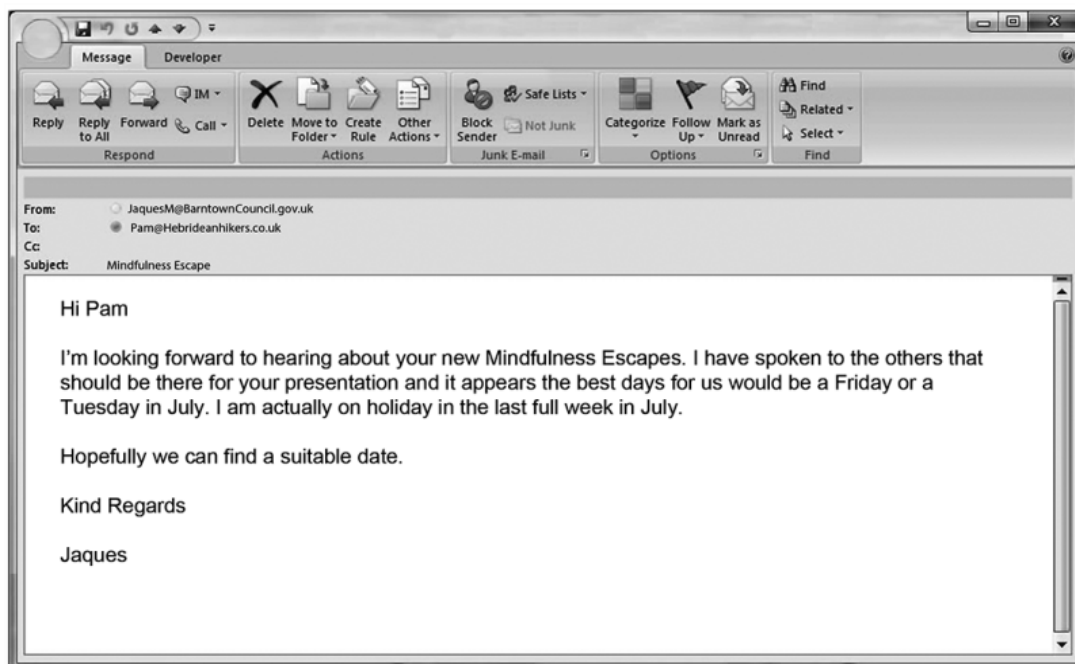 Message Developer
Reply Reply to All Forward IM Call
Respond
Delete Move to Folder Create Rule Other Actions
Actions
Block Sender Safe Lists Not Junk
Junk E-mail
Categorize Follow Up Mark as Unread
Options
Find Related Select
Find
From: JaquesM@BarntownCouncil.gov.uk
To: Pam@Hebrideanhikers.co.uk
Cc:
Subject: Mindfulness Escape
Hi Pam
I'm looking forward to hearing about your new Mindfulness Escapes. I have spoken to the others that
should be there for your presentation and it appears the best days for us would be a Friday or a
Tuesday in July. I am actually on holiday in the last full week in July.
Hopefully we can find a suitable date.
Kind Regards
Jaques